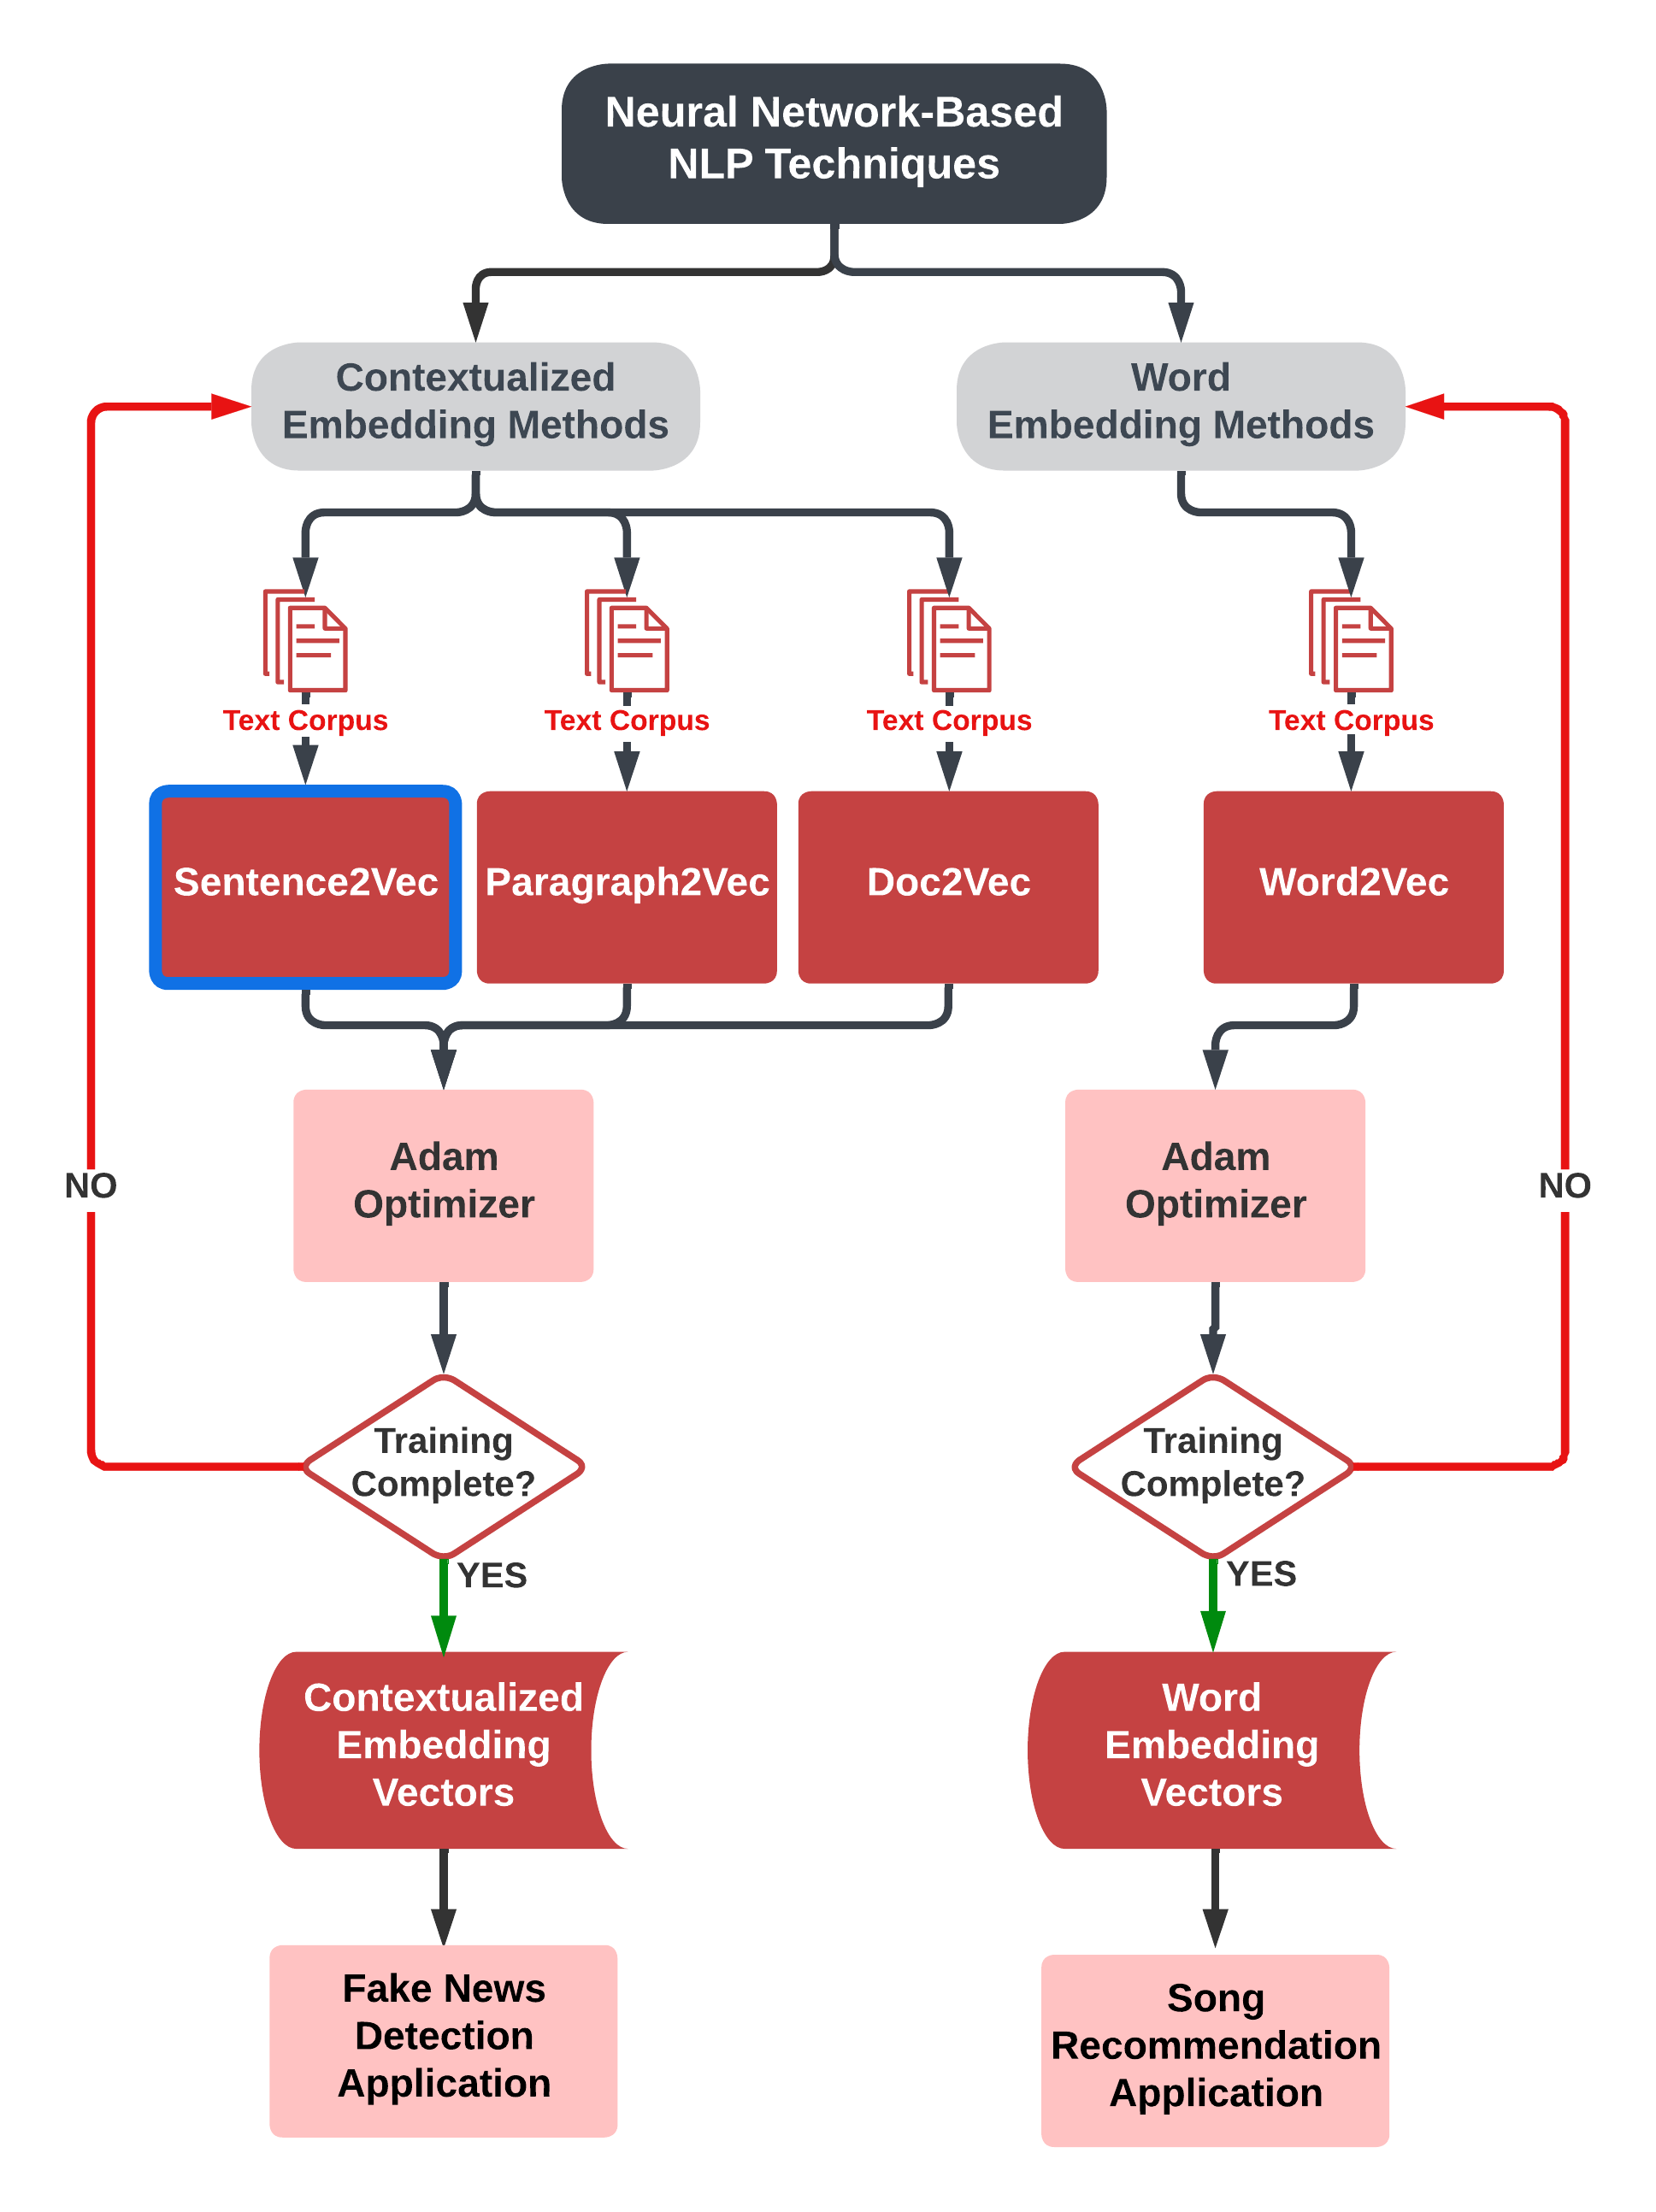 Neural Network-Based
NLP Techniques
Contextualized
Embedding Methods
Word
Embedding Methods
Text Corpus
Text Corpus
Text Corpus
Text Corpus
Sentence2Vec
Paragraph2Vec
Doc2Vec
Word2Vec
Adam
Optimizer
Adam
Optimizer
NO
NO
Training
Complete?
Training
Complete?
YES
YES
Contextualized
Embedding
Vectors
Word
Embedding
Vectors
Fake News
Detection
Application
Song
Recommendation
Application